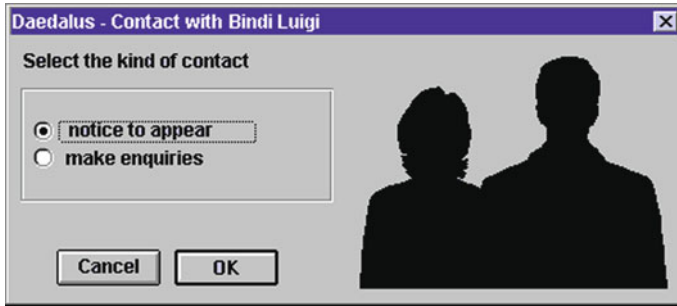 Daedalus - Contact with Bindi Luigi
Select the kind of contact
notice to appear
make enquiries
Cancel OK